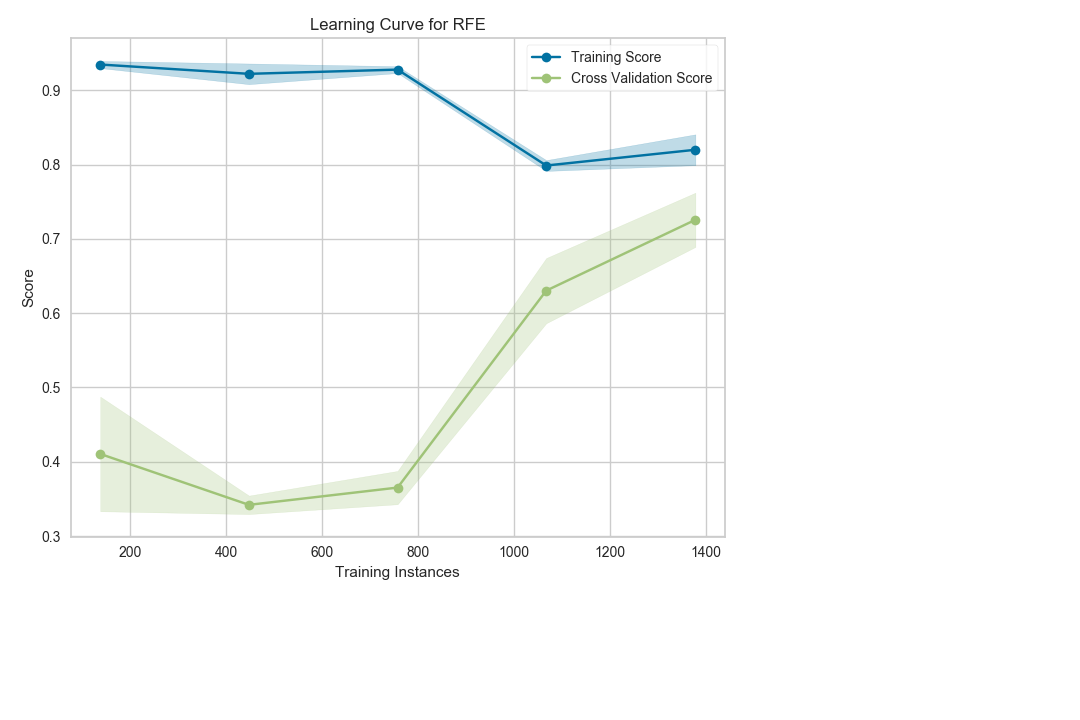 Learning Curve for RFE
Training Score
Cross Validation Score
0.9
0.8
0.7
0.6
0.5
0.4
0.3
Score
200 400 600 800 1000 1200 1400
Training Instances